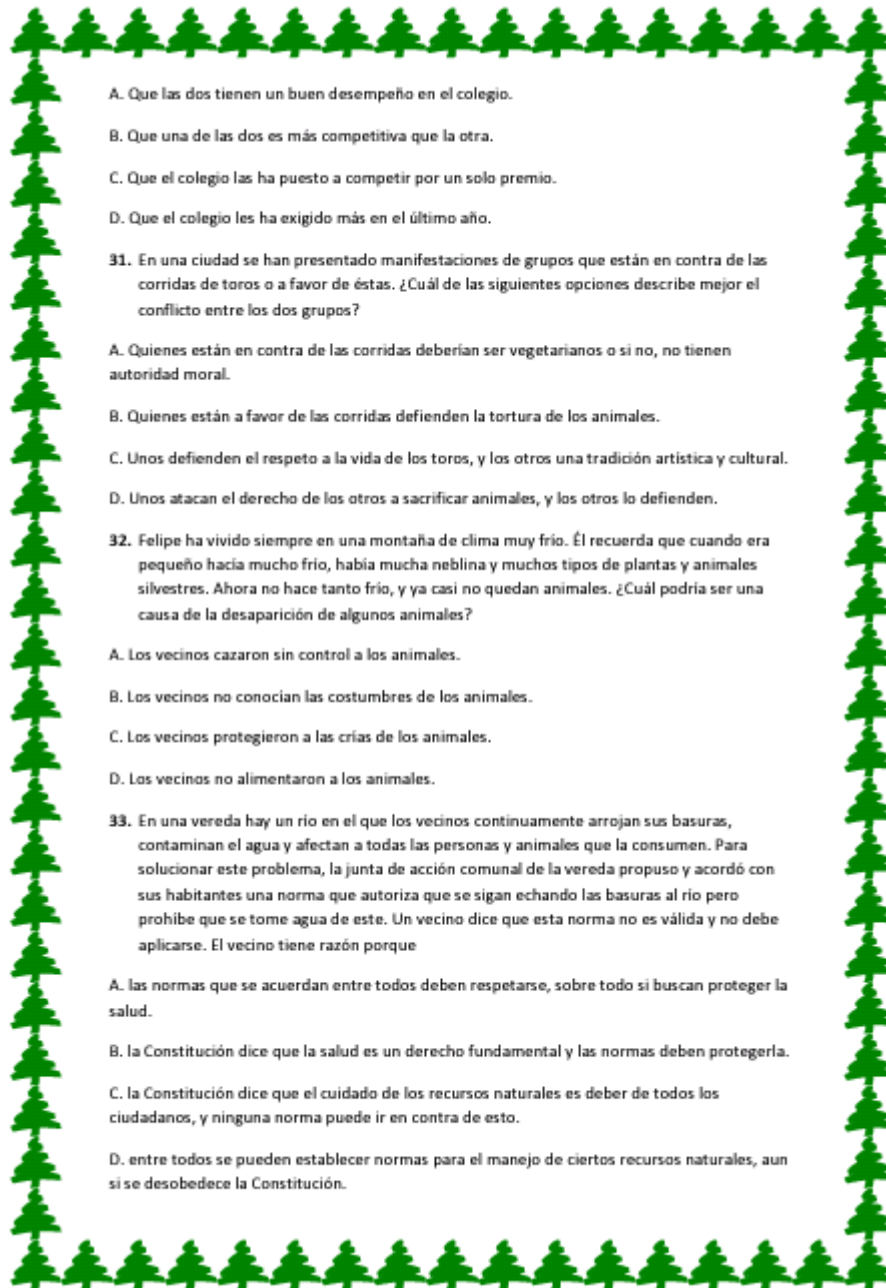 A. Que las dos tienen un buen desempeño en el colegio.
B. Que una de las dos es más competitiva que la otra.
C. Que el colegio las ha puesto a competir por un solo premio.
D. Que el colegio les ha exigido más en el último año.
31. En una ciudad se han presentado manifestaciones de grupos que están en contra de las
corridas de toros o a favor de éstas. ¿Cuál de las siguientes opciones describe mejor el
conflicto entre los dos grupos?
A. Quienes están en contra de las corridas deberían ser vegetarianos o si no, no tienen
autoridad moral.
B. Quienes están a favor de las corridas defienden la tortura de los animales.
C. Unos defienden el respeto a la vida de los toros, y los otros una tradición artística y cultural.
D. Unos atacan el derecho de los otros a sacrificar animales, y los otros lo defienden.
32. Felipe ha vivido siempre en una montaña de clima muy frío. Él recuerda que cuando era
pequeño hacía mucho frío, había mucha neblina y muchos tipos de plantas y animales
silvestres. Ahora no hace tanto frío, y ya casi no quedan animales. ¿Cuál podría ser una
causa de la desaparición de algunos animales?
A. Los vecinos cazaron sin control a los animales.
B. Los vecinos no conocían las costumbres de los animales.
C. Los vecinos protegieron a las crías de los animales.
D. Los vecinos no alimentaron a los animales.
33. En una vereda hay un río en el que los vecinos continuamente arrojan sus basuras,
contaminan el agua y afectan a todas las personas y animales que la consumen. Para
solucionar este problema, la junta de acción comunal de la vereda propuso y acordó con
sus habitantes una norma que autoriza que se sigan echando las basuras al río pero
prohíbe que se tome agua de este. Un vecino dice que esta norma no es válida y no debe
aplicarse. El vecino tiene razón porque
A. las normas que se acuerdan entre todos deben respetarse, sobre todo si buscan proteger la
salud.
B. la Constitución dice que la salud es un derecho fundamental y las normas deben protegerla.
C. la Constitución dice que el cuidado de los recursos naturales es deber de todos los
ciudadanos, y ninguna norma puede ir en contra de esto.
D. entre todos se pueden establecer normas para el manejo de ciertos recursos naturales, aun
si se desobedece la Constitución.